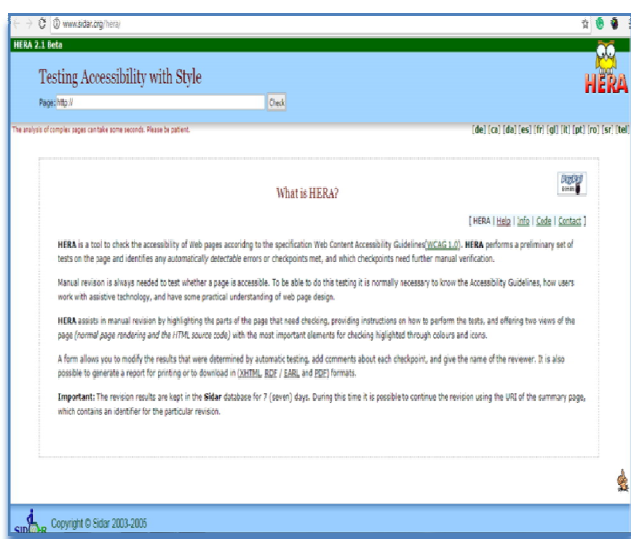 www.sidar.org/hera/
HERA 2.1 Beta
Testing Accessibility with Style
HERA
Page: http:// Check
The analysis of complex pages can take some seconds. Please be patient.
[de] [ca] [da] [es] [fr] [gl] [it] [pt] [ro] [sr] [tel]
What is HERA?
[ HERA | Help | Info | Code | Contact ]
HERA is a tool to check the accessibility of Web pages accoridng to the specification Web Content Accessibility Guidelines(WCAG 1.0). HERA performs a preliminary set of
tests on the page and identifies any automatically detectable errors or checkpoints met, and which checkpoints need further manual verification.
Manual revison is always needed to test whether a page is accessible. To be able to do this testing it is normally necessary to know the Accessibility Guidelines, how users
work with assistive technology, and have some practical understanding of web page design.
HERA assists in manual revision by highlighting the parts of the page that need checking, providing instructions on how to perform the tests, and offering two views of the
page (normal page rendering and the HTML source code) with the most important elements for checking higlighted through colours and icons.
A form allows you to modify the results that were determined by automatic testing, add comments about each checkpoint, and give the name of the reviewer. It is also
possible to generate a report for printing or to download in (XHTML, RDF / EARL, and PDF) formats.
Important: The revision results are kept in the Sidar database for 7 (seven) days. During this time it is possible to continue the revision using the URI of the summary page,
which contains an identifier for the particular revision.
SIDAR Copyright © Sidar 2003-2005